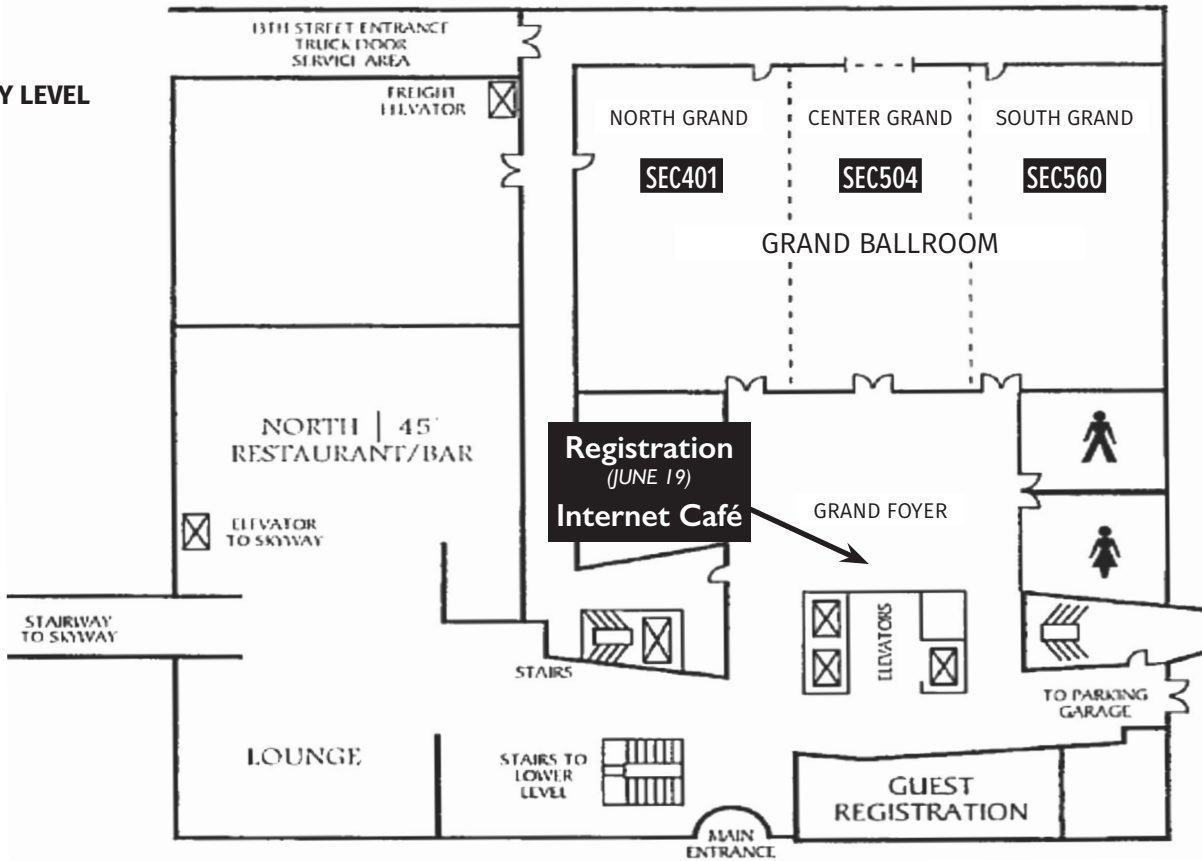 13TH STREET ENTRANCE
TRUCK DOOR
SERVICE AREA
Y LEVEL
FREIGHT
ELEVATOR
NORTH GRAND
CENTER GRAND
SOUTH GRAND
SEC401
SEC504
SEC560
GRAND BALLROOM
NORTH | 45°
RESTAURANT/BAR
Registration
(JUNE 19)
Internet Café
GRAND FOYER
ELEVATOR
TO SKYWAY
STAIRWAY
TO SKYWAY
STAIRS
ELEVATORS
TO PARKING
GARAGE
LOUNGE
STAIRS TO
LOWER
LEVEL
GUEST
REGISTRATION
MAIN
ENTRANCE